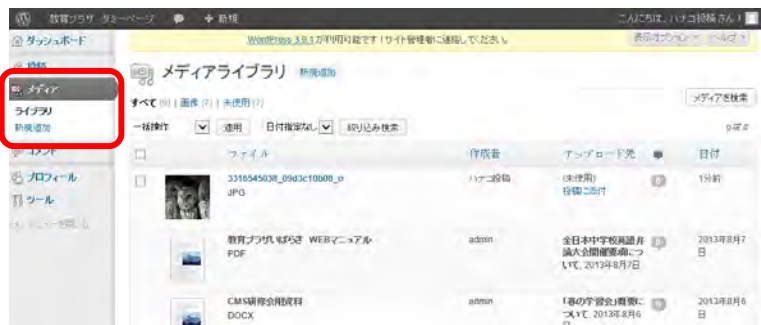 教育プラザ ダミーページ + 新規 こんにちは、ハナコ投稿さん!
ダッシュボード
WordPress 3.9.1 が利用可能です ! サイト管理者に連絡してください。
表示オプション ヘルプ
投稿
メディア
ライブラリ
新規追加
コメント
プロフィール
ツール
メニューを閉じる
メディアライブラリ 新規追加
すべて (9) | 画像 (7) | 未使用 (7)
メディアを検索
一括操作 適用 日付指定なし 絞り込み検索
ファイル 作成者 アップロード先 日付
3316545038_09d3c10b08_o ハナコ投稿 (未使用) 0 1分前
JPG 投稿に添付
教育プラザいばらき WEBマニュアル admin 全日本中学校英語弁 0 2013年8月7
PDF 論大会開催要項につ 日
いて, 2013年8月7日
CMS研修会用資料 admin 「春の学習会」概要に 0 2013年8月6
DOCX ついて, 2013年8月6 日